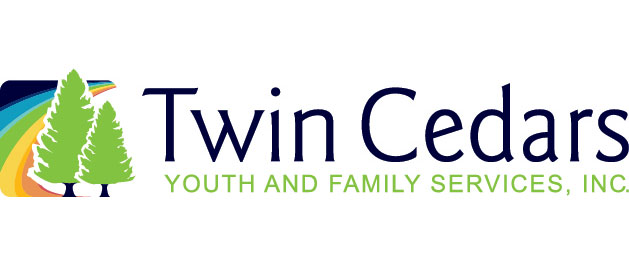 Twin Cedars
YOUTH AND FAMILY SERVICES, INC.